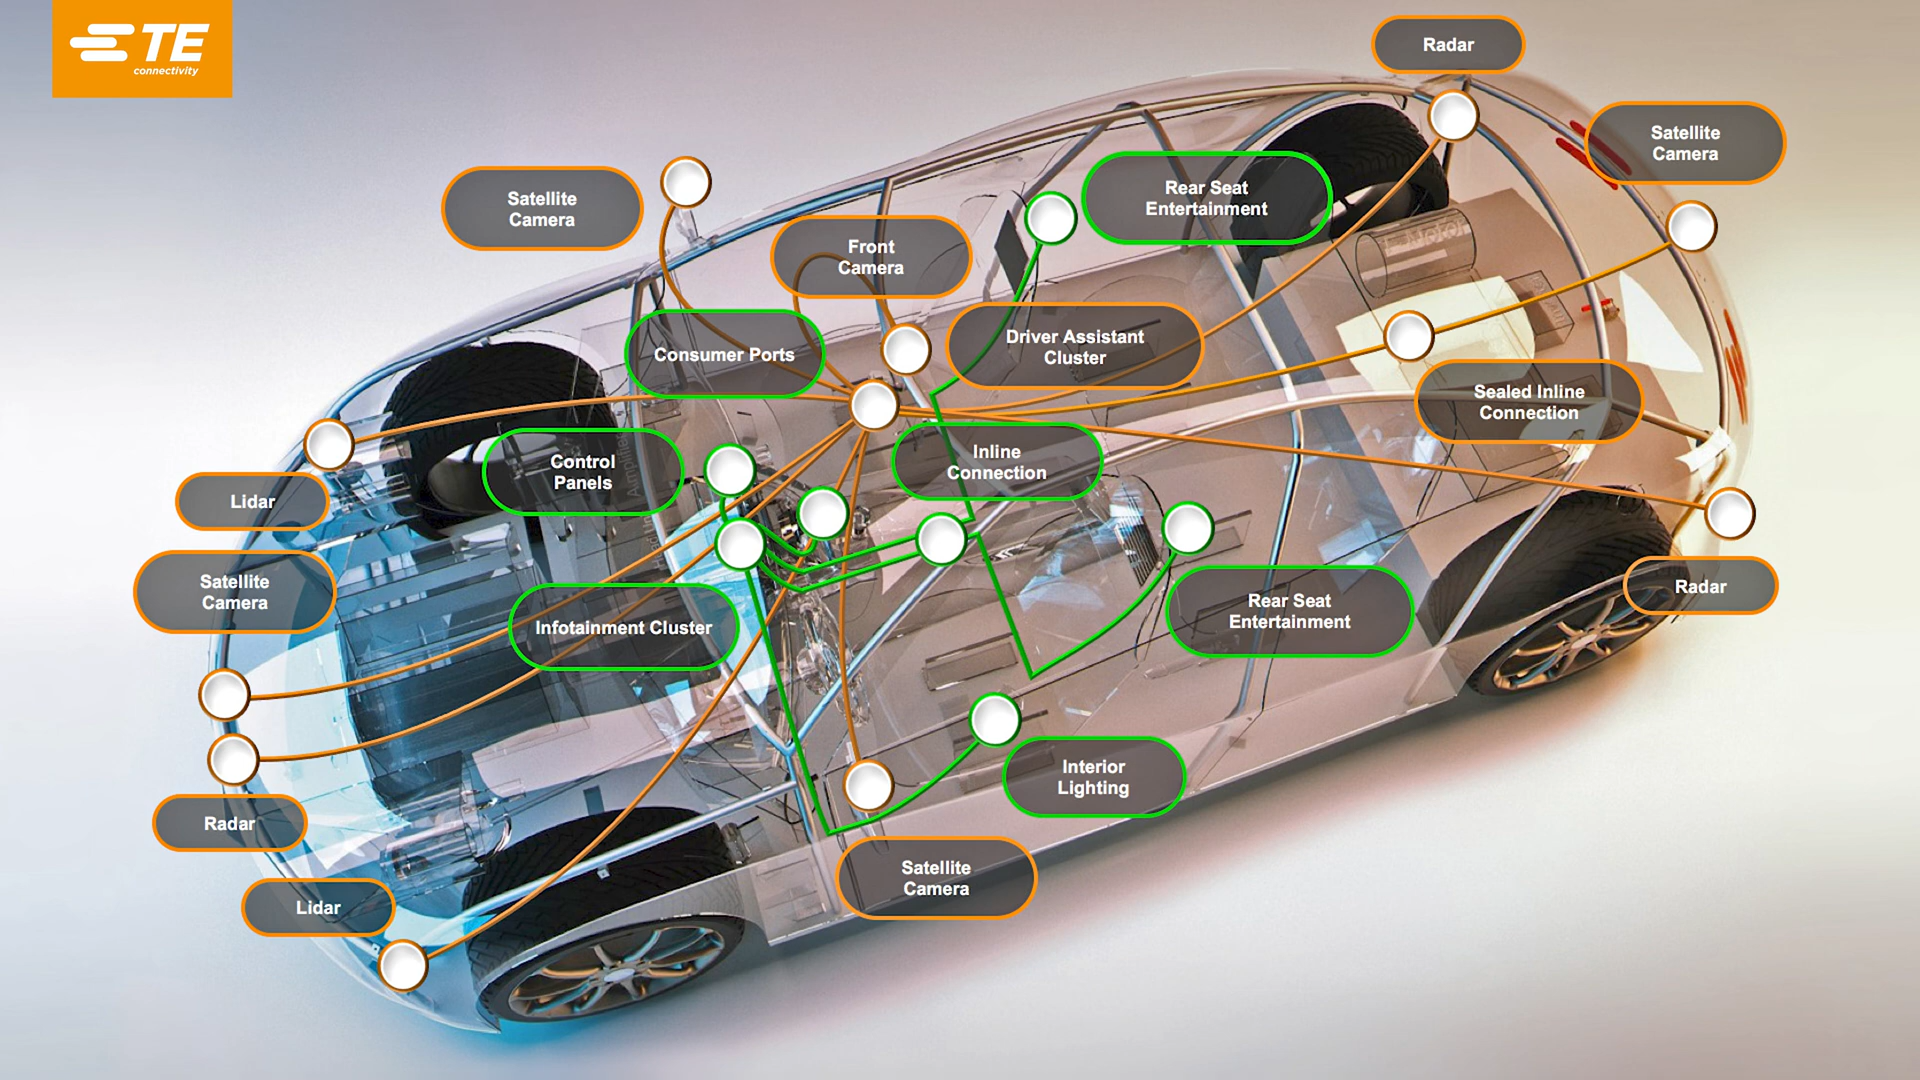 TE
connectivity
Radar
Satellite
Camera
Satellite
Camera
Rear Seat
Entertainment
Front
Camera
Consumer Ports
Driver Assistant
Cluster
Sealed Inline
Connection
Control
Panels
Inline
Connection
Lidar
Satellite
Camera
Infotainment Cluster
Rear Seat
Entertainment
Radar
Interior
Lighting
Radar
Satellite
Camera
Lidar